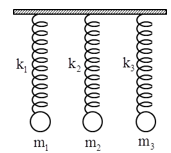 k₁ k₂ k₃
m₁ m₂ m₃